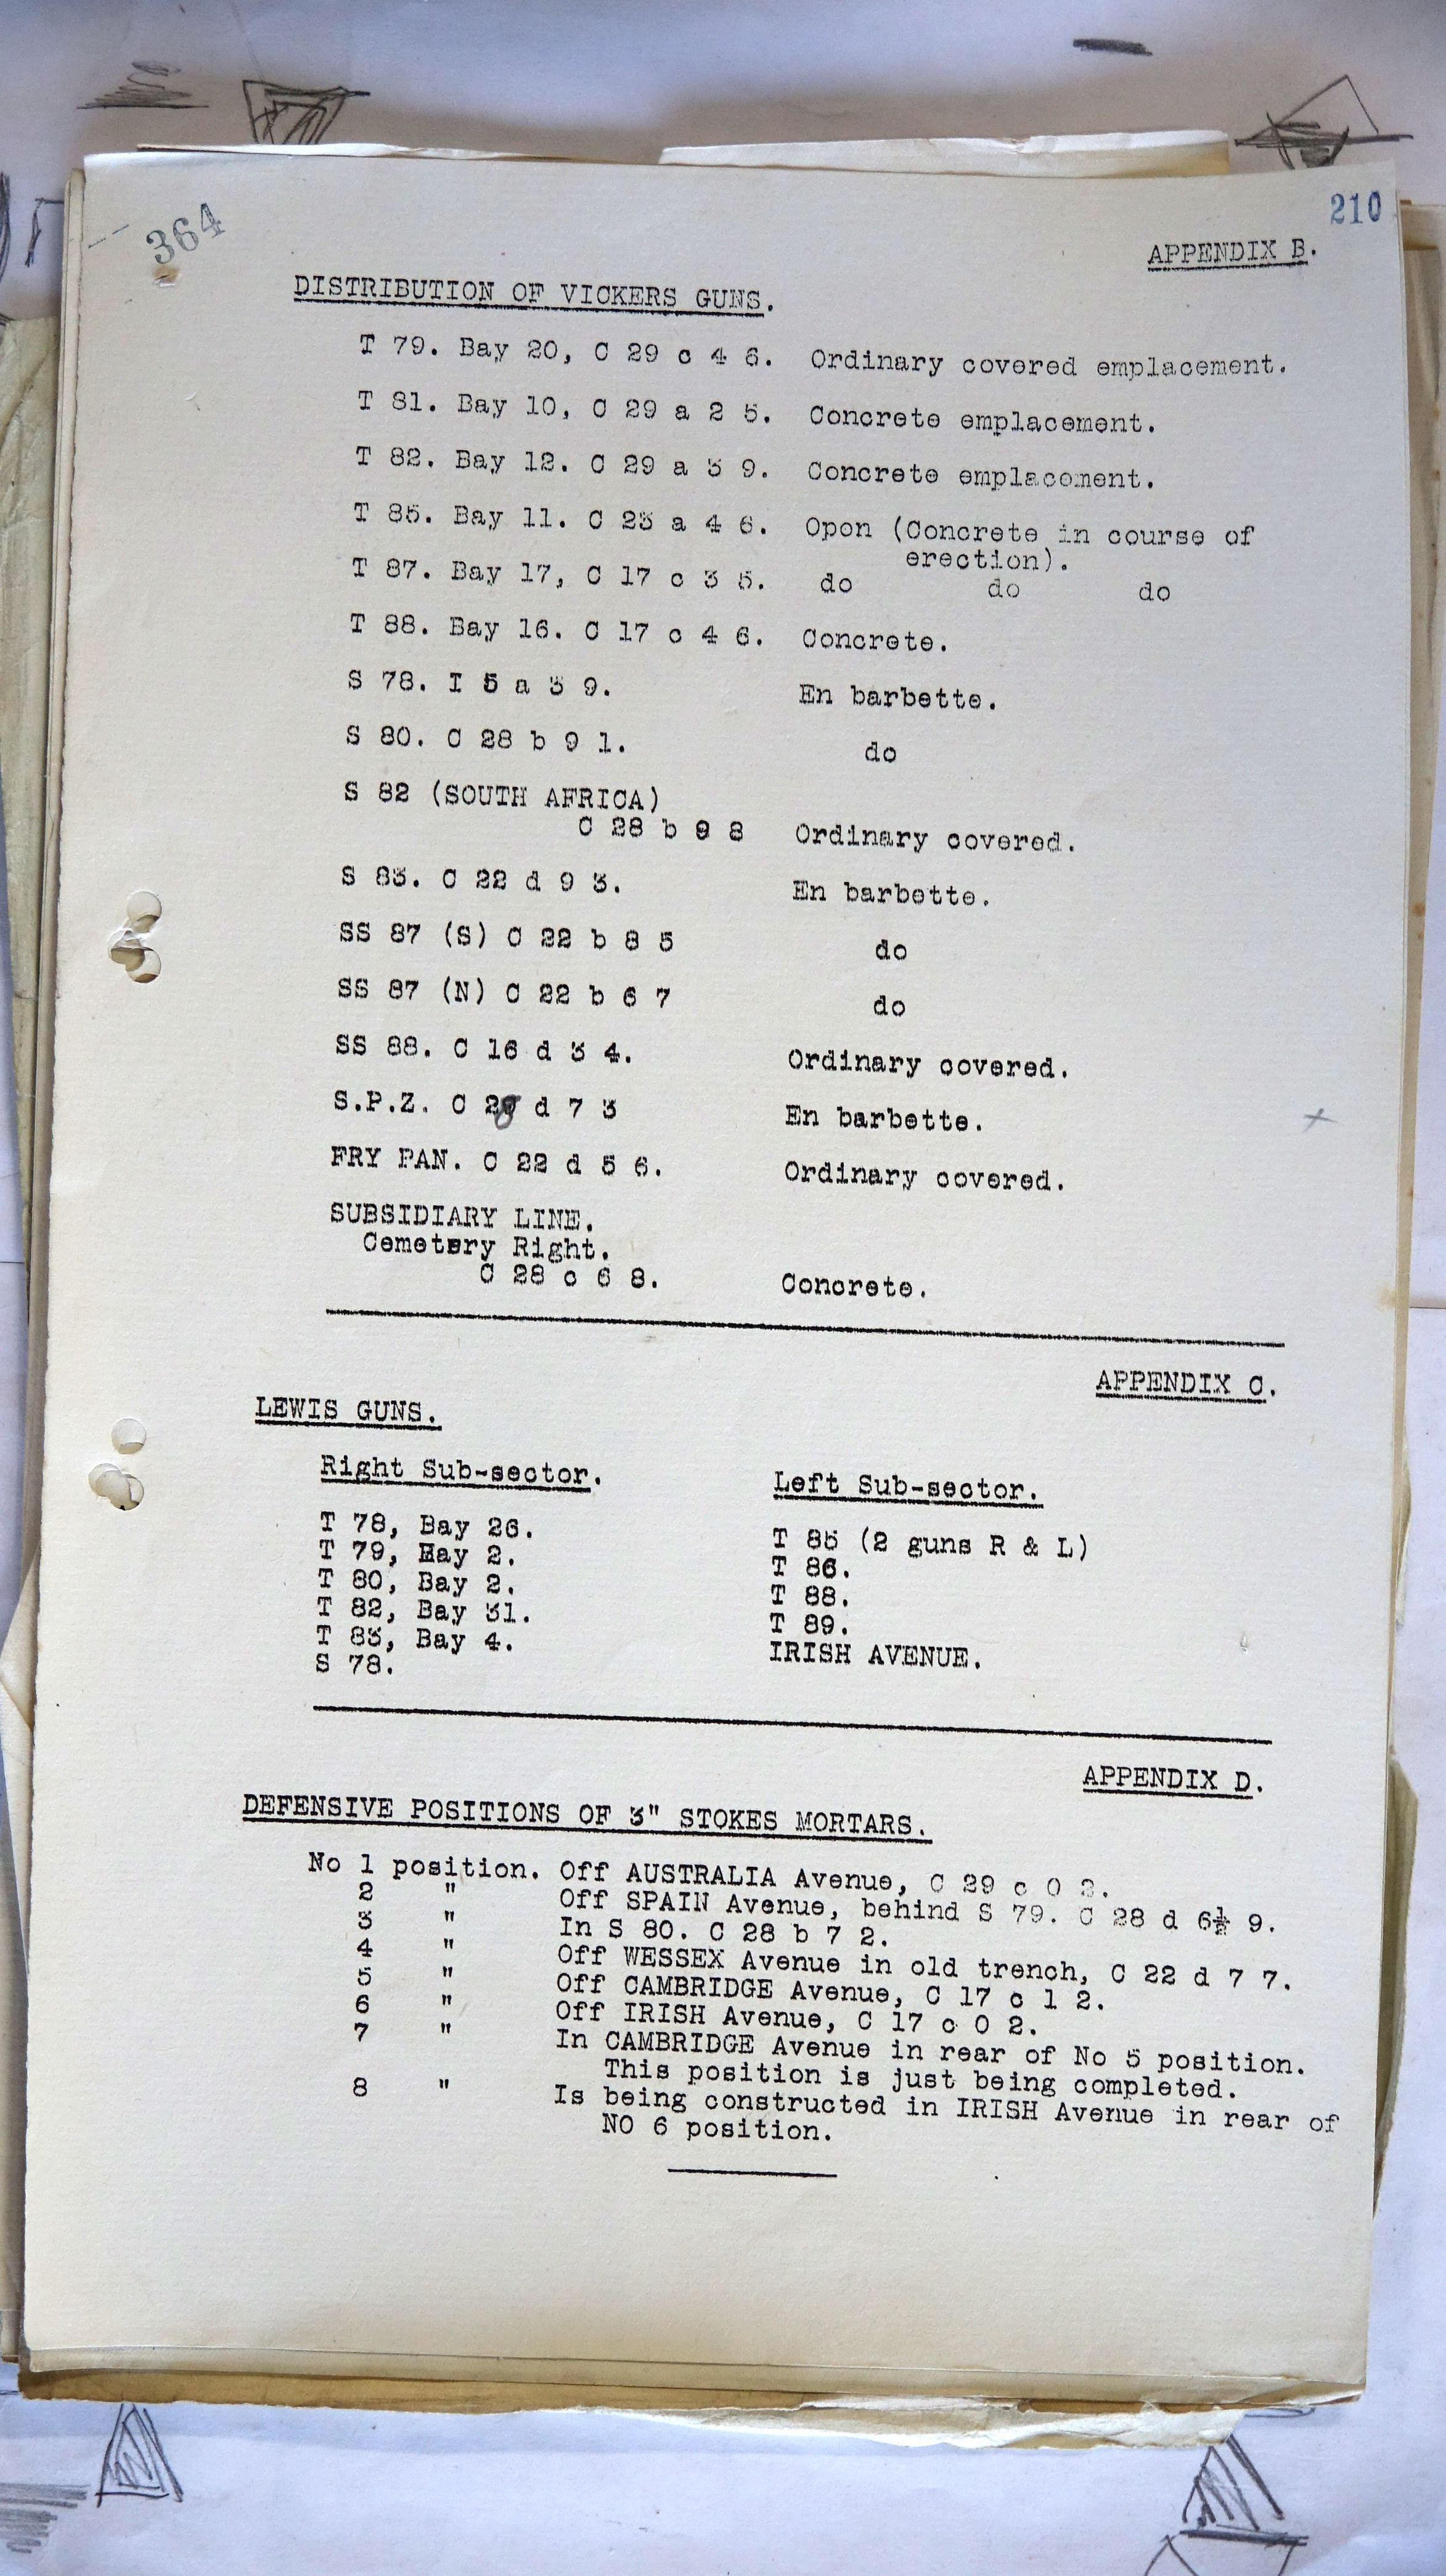 364
210
APPENDIX B.
DISTRIBUTION OF VICKERS GUNS.
T 79. Bay 20, C 29 c 4 6. Ordinary covered emplacement.
T 81. Bay 10, C 29 a 2 5. Concrete emplacement.
T 82. Bay 12. C 29 a 3 9. Concrete emplacement.
T 85. Bay 11. C 23 a 4 6. Open (Concrete in course of
erection).
T 87. Bay 17, C 17 c 3 5. do do do
T 88. Bay 16. C 17 c 4 6. Concrete.
S 78. I 5 a 3 9. En barbette.
S 80. C 28 b 9 1. do
S 82 (SOUTH AFRICA)
C 28 b 9 8 Ordinary covered.
S 83. C 22 d 9 3. En barbette.
SS 87 (S) C 22 b 8 5 do
SS 87 (N) C 22 b 6 7 do
SS 88. C 16 d 3 4. Ordinary covered.
S.P.Z. C 28 d 7 3 En barbette. x
FRY PAN. C 22 d 5 6. Ordinary covered.
SUBSIDIARY LINE.
Cemetery Right.
C 28 c 6 8. Concrete.
APPENDIX C.
LEWIS GUNS.
Right Sub-sector. Left Sub-sector.
T 78, Bay 26. T 85 (2 guns R & L)
T 79, Bay 2. T 86.
T 80, Bay 2. T 88.
T 82, Bay 31. T 89.
T 83, Bay 4. IRISH AVENUE.
S 78.
APPENDIX D.
DEFENSIVE POSITIONS OF 3" STOKES MORTARS.
No 1 position. Off AUSTRALIA Avenue, C 29 c 0 3.
2 " Off SPAIN Avenue, behind S 79. C 28 d 6½ 9.
3 " In S 80. C 28 b 7 2.
4 " Off WESSEX Avenue in old trench, C 22 d 7 7.
5 " Off CAMBRIDGE Avenue, C 17 c 1 2.
6 " Off IRISH Avenue, C 17 c 0 2.
7 " In CAMBRIDGE Avenue in rear of No 5 position.
This position is just being completed.
8 " Is being constructed in IRISH Avenue in rear of
NO 6 position.